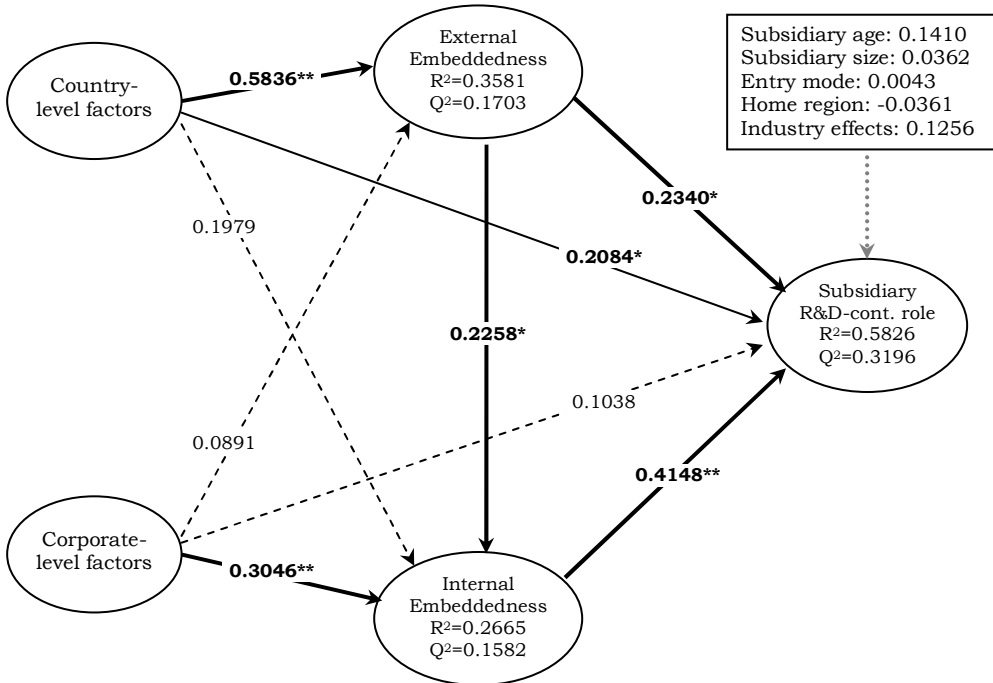 Country-
level factors
0.5836**
External
Embeddedness
R²=0.3581
Q²=0.1703
Subsidiary age: 0.1410
Subsidiary size: 0.0362
Entry mode: 0.0043
Home region: -0.0361
Industry effects: 0.1256
0.2340*
0.1979
0.2084*
Subsidiary
R&D-cont. role
R²=0.5826
Q²=0.3196
0.2258*
0.1038
0.0891
0.4148**
Corporate-
level factors
0.3046**
Internal
Embeddedness
R²=0.2665
Q²=0.1582